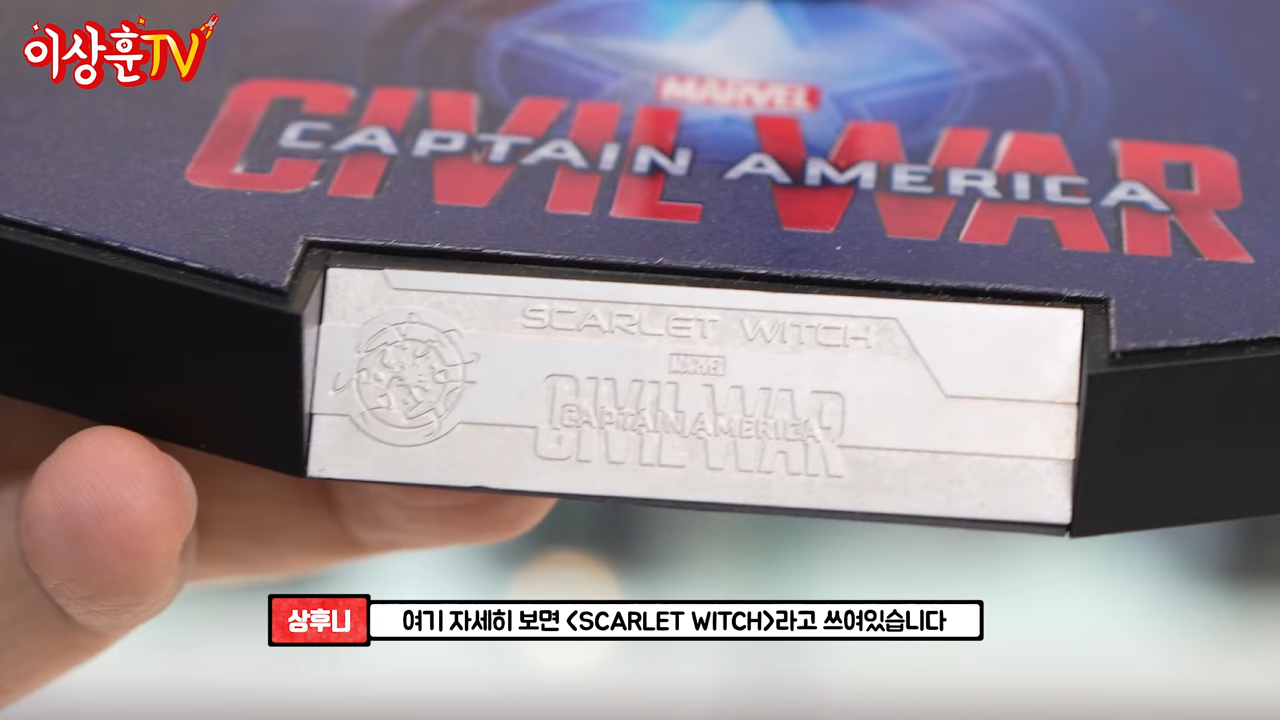 이상훈TV
MARVEL
CIVIL WAR
CAPTAIN AMERICA
SCARLET WITCH
MARVEL
CIVIL WAR
CAPTAIN AMERICA
상후니 여기 자세히 보면 <SCARLET WITCH>라고 쓰여있습니다